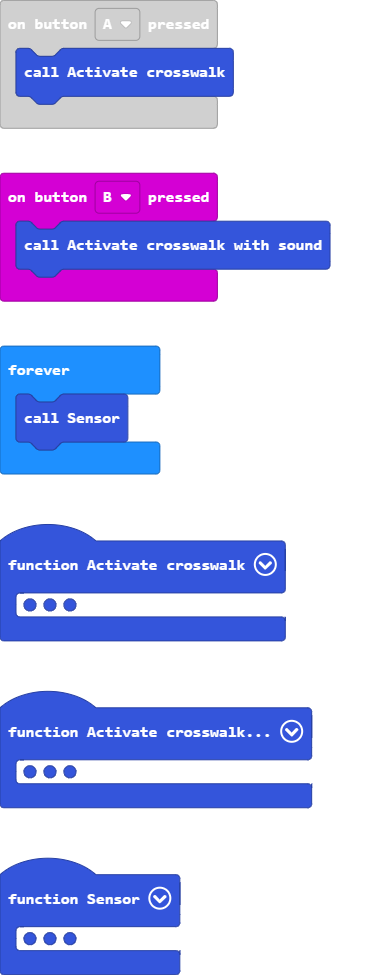 on button A pressed
call Activate crosswalk
on button B pressed
call Activate crosswalk with sound
forever
call Sensor
function Activate crosswalk
function Activate crosswalk...
function Sensor